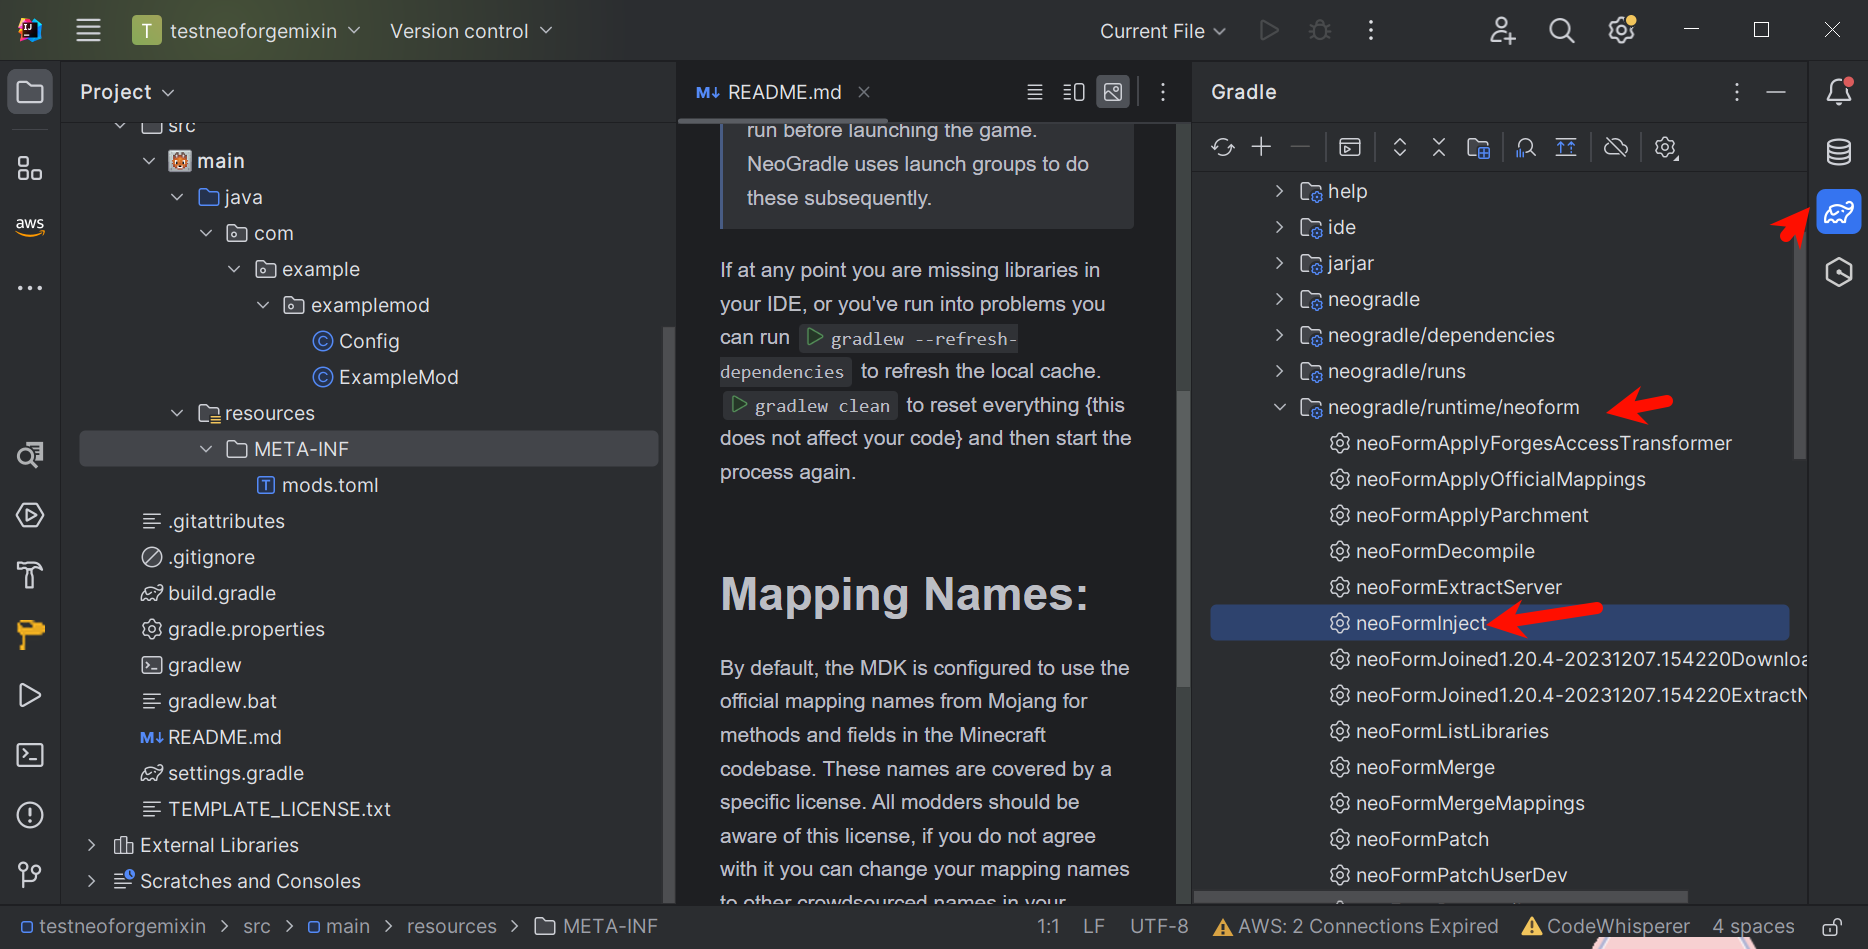 T testneoforgemixin Version control Current File
Project
src
main
java
com
example
examplemod
Config
ExampleMod
resources
META-INF
mods.toml
.gitattributes
.gitignore
build.gradle
gradle.properties
gradlew
gradlew.bat
README.md
settings.gradle
TEMPLATE_LICENSE.txt
External Libraries
Scratches and Consoles
aws
README.md
run before launching the game.
NeoGradle uses launch groups to do
these subsequently.
If at any point you are missing libraries in
your IDE, or you've run into problems you
can run gradlew --refresh-
dependencies to refresh the local cache.
gradlew clean to reset everything {this
does not affect your code} and then start the
process again.
Mapping Names:
By default, the MDK is configured to use the
official mapping names from Mojang for
methods and fields in the Minecraft
codebase. These names are covered by a
specific license. All modders should be
aware of this license, if you do not agree
with it you can change your mapping names
to other crowdsourced names in your
Gradle
help
ide
jarjar
neogradle
neogradle/dependencies
neogradle/runs
neogradle/runtime/neoform
neoFormApplyForgesAccessTransformer
neoFormApplyOfficialMappings
neoFormApplyParchment
neoFormDecompile
neoFormExtractServer
neoFormInject
neoFormJoined1.20.4-20231207.154220Downloa
neoFormJoined1.20.4-20231207.154220ExtractN
neoFormListLibraries
neoFormMerge
neoFormMergeMappings
neoFormPatch
neoFormPatchUserDev
testneoforgemixin > src > main > resources > META-INF 1:1 LF UTF-8 AWS: 2 Connections Expired CodeWhisperer 4 spaces